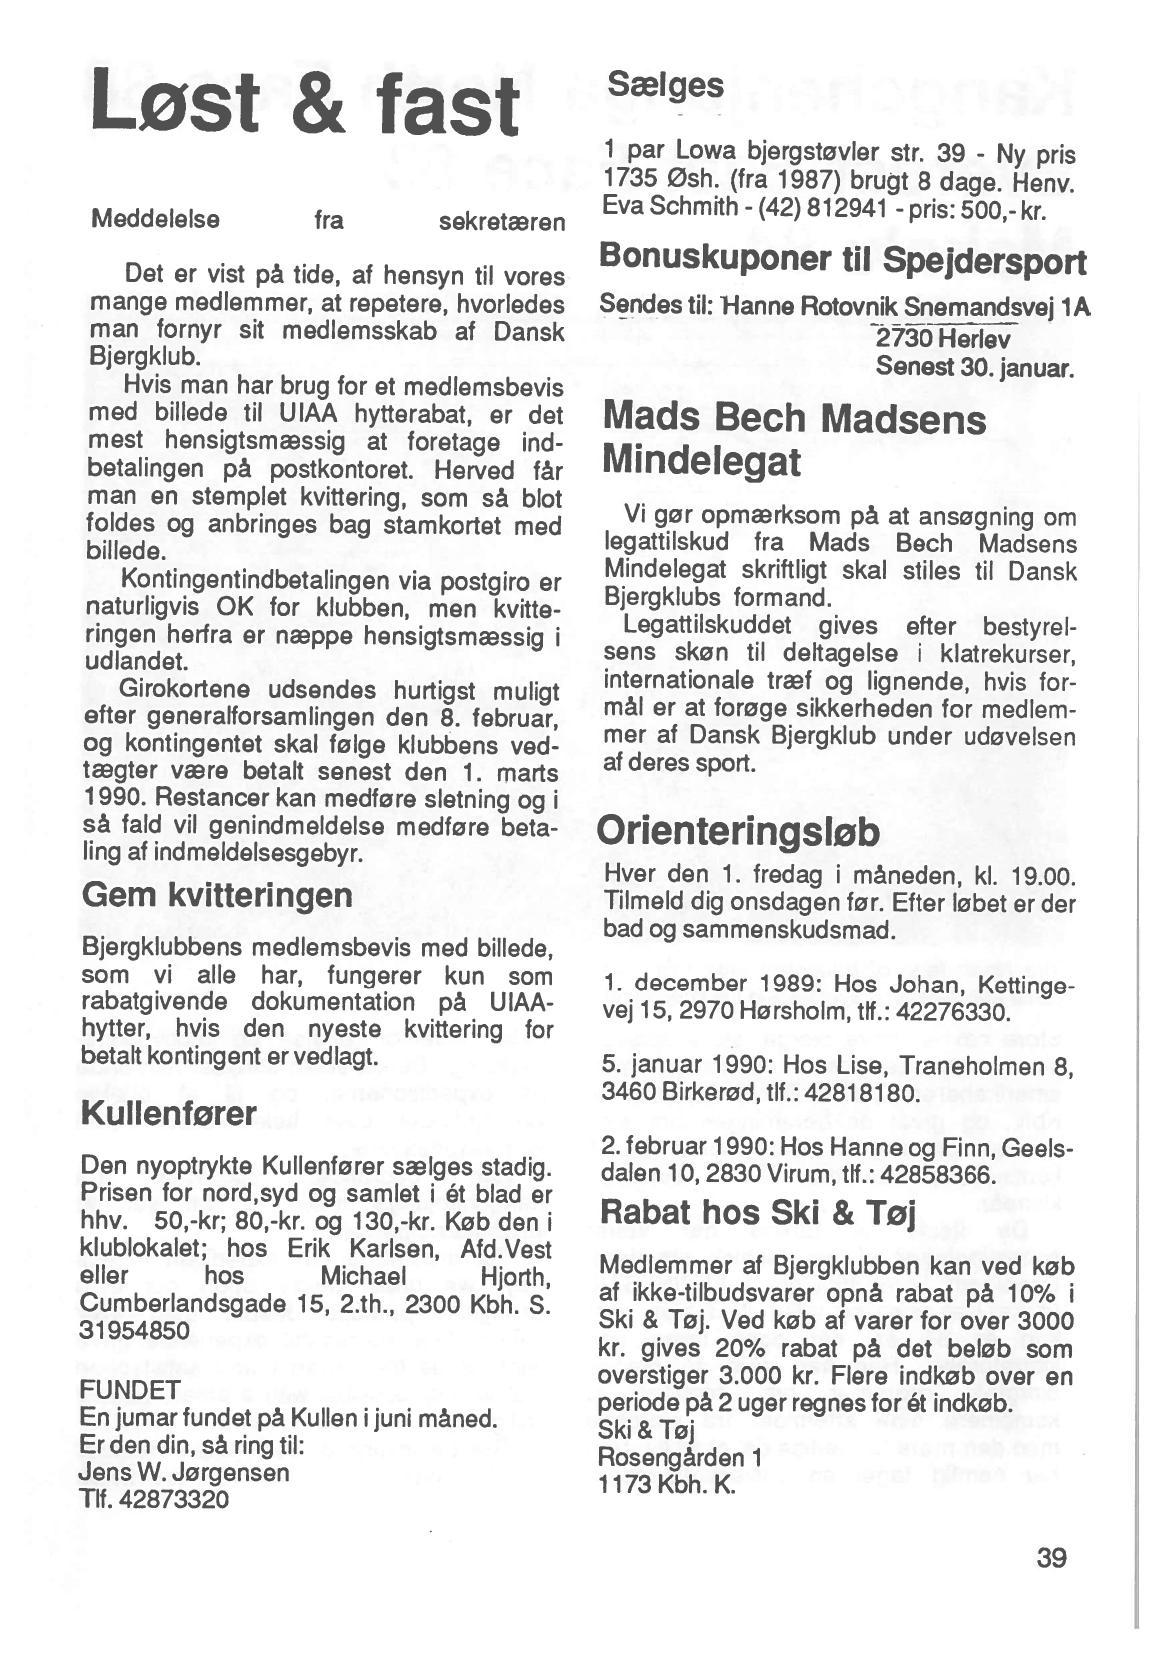 Løst & fast
Meddelelse fra sekretæren
Det er vist på tide, af hensyn til vores
mange medlemmer, at repetere, hvorledes
man fornyr sit medlemsskab af Dansk
Bjergklub.
Hvis man har brug for et medlemsbevis
med billede til UIAA hytterabat, er det
mest hensigtsmæssig at foretage ind-
betalingen på postkontoret. Herved får
man en stemplet kvittering, som så blot
foldes og anbringes bag stamkortet med
billede.
Kontingentindbetalingen via postgiro er
naturligvis OK for klubben, men kvitte-
ringen herfra er næppe hensigtsmæssig i
udlandet.
Girokortene udsendes hurtigst muligt
efter generalforsamlingen den 8. februar,
og kontingentet skal følge klubbens ved-
tægter være betalt senest den 1. marts
1990. Restancer kan medføre sletning og i
så fald vil genindmeldelse medføre beta-
ling af indmeldelsesgebyr.
Gem kvitteringen
Bjergklubbens medlemsbevis med billede,
som vi alle har, fungerer kun som
rabatgivende dokumentation på UIAA-
hytter, hvis den nyeste kvittering for
betalt kontingent er vedlagt.
Kullenfører
Den nyoptrykte Kullenfører sælges stadig.
Prisen for nord,syd og samlet i ét blad er
hhv. 50,-kr; 80,-kr. og 130,-kr. Køb den i
klublokalet; hos Erik Karlsen, Afd.Vest
eller hos Michael Hjorth,
Cumberlandsgade 15, 2.th., 2300 Kbh. S.
31954850
FUNDET
En jumar fundet på Kullen i juni måned.
Er den din, så ring til:
Jens W. Jørgensen
Tlf. 42873320
Sælges
1 par Lowa bjergstøvler str. 39 - Ny pris
1735 Øsh. (fra 1987) brugt 8 dage. Henv.
Eva Schmith - (42) 812941 - pris: 500,- kr.
Bonuskuponer til Spejdersport
Sendes til: Hanne Rotovnik Snemandsvej 1A
2730 Herlev
Senest 30. januar.
Mads Bech Madsens
Mindelegat
Vi gør opmærksom på at ansøgning om
legattilskud fra Mads Bech Madsens
Mindelegat skriftligt skal stiles til Dansk
Bjergklubs formand.
Legattilskuddet gives efter bestyrel-
sens skøn til deltagelse i klatrekurser,
internationale træf og lignende, hvis for-
mål er at forøge sikkerheden for medlem-
mer af Dansk Bjergklub under udøvelsen
af deres sport.
Orienteringsløb
Hver den 1. fredag i måneden, kl. 19.00.
Tilmeld dig onsdagen før. Efter løbet er der
bad og sammenskudsmad.
1. december 1989: Hos Johan, Kettinge-
vej 15, 2970 Hørsholm, tlf.: 42276330.
5. januar 1990: Hos Lise, Traneholmen 8,
3460 Birkerød, tlf.: 42818180.
2. februar 1990: Hos Hanne og Finn, Geels-
dalen 10, 2830 Virum, tlf.: 42858366.
Rabat hos Ski & Tøj
Medlemmer af Bjergklubben kan ved køb
af ikke-tilbudsvarer opnå rabat på 10% i
Ski & Tøj. Ved køb af varer for over 3000
kr. gives 20% rabat på det beløb som
overstiger 3.000 kr. Flere indkøb over en
periode på 2 uger regnes for ét indkøb.
Ski & Tøj
Rosengården 1
1173 Kbh. K.
39